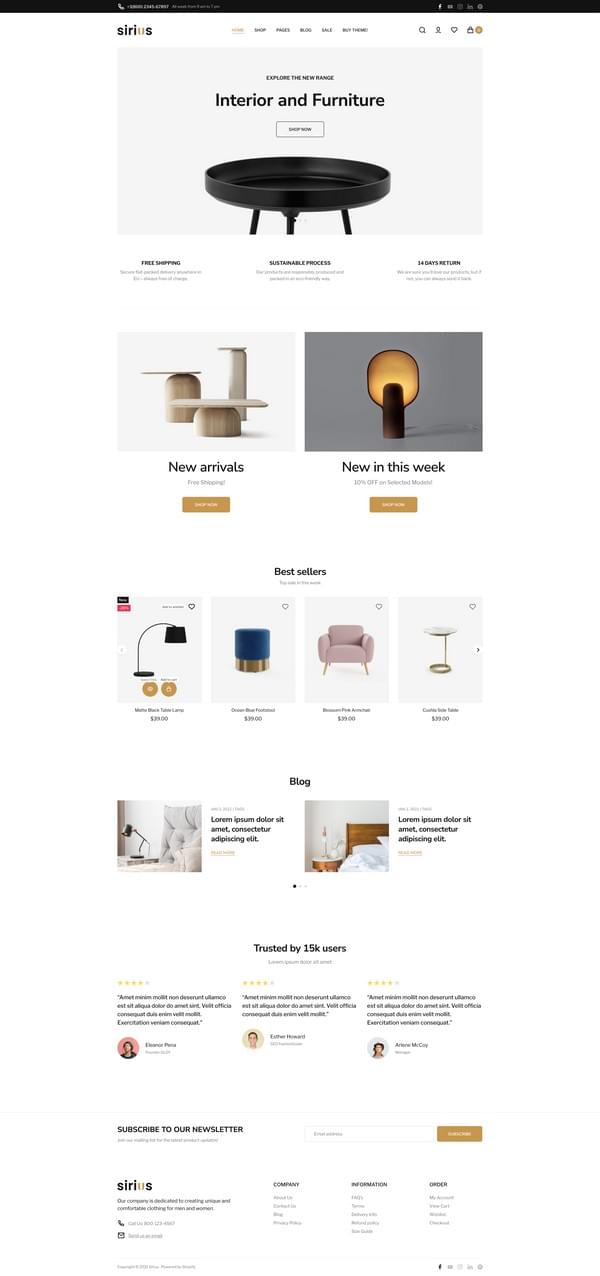 +1(800) 2345-67897 All week from 9 am to 7 pm
sirius
HOME SHOP PAGES BLOG SALE BUY THEME!
0
EXPLORE THE NEW RANGE
Interior and Furniture
SHOP NOW
FREE SHIPPING
Secure fast-packed delivery anywhere in
EU – always free of charge.
SUSTAINABLE PROCESS
Our products are responsibly produced and
packed in an eco-friendly way.
14 DAYS RETURN
We are sure you'll love our products, but if
not, you can always send it back.
New arrivals
Free Shipping!
SHOP NOW
New in this week
10% OFF on Selected Models!
SHOP NOW
Best sellers
Top sale in this week
New
Add to wishlist
Add to cart
Matte Black Table Lamp
$39.00
Ocean Blue Footstool
$39.00
Blossom Pink Armchair
$39.00
Cushla Side Table
$39.00
Blog
JAN 2, 2021 / TAGS
Lorem ipsum dolor sit
amet, consectetur
adipiscing elit.
READ MORE
JAN 2, 2021 / TAGS
Lorem ipsum dolor sit
amet, consectetur
adipiscing elit.
READ MORE
Trusted by 15k users
Lorem ipsum dolor sit amet
"Amet minim mollit non deserunt ullamco
est sit aliqua dolor do amet sint. Velit officia
consequat duis enim velit mollit.
Exercitation veniam consequat."
Eleanor Pena
"Amet minim mollit non deserunt ullamco
est sit aliqua dolor do amet sint. Velit officia
consequat duis enim velit mollit."
Esther Howard
"Amet minim mollit non deserunt ullamco
est sit aliqua dolor do amet sint. Velit officia
consequat duis enim velit mollit.
Exercitation veniam consequat."
Arlene McCoy
Manager
SUBSCRIBE TO OUR NEWSLETTER
Join our mailing list for the latest product updates!
Email address
SUBSCRIBE
sirius
Our company is dedicated to creating unique and
comfortable clothing for men and women.
Call Us 800-123-4567
Send us an email
COMPANY
About Us
Contact Us
Blog
Privacy Policy
INFORMATION
FAQ's
Terms
Delivery info
Refund policy
Size Guide
ORDER
My Account
View Cart
Wishlist
Checkout
Copyright © 2021 Sirius · Powered by Shopify